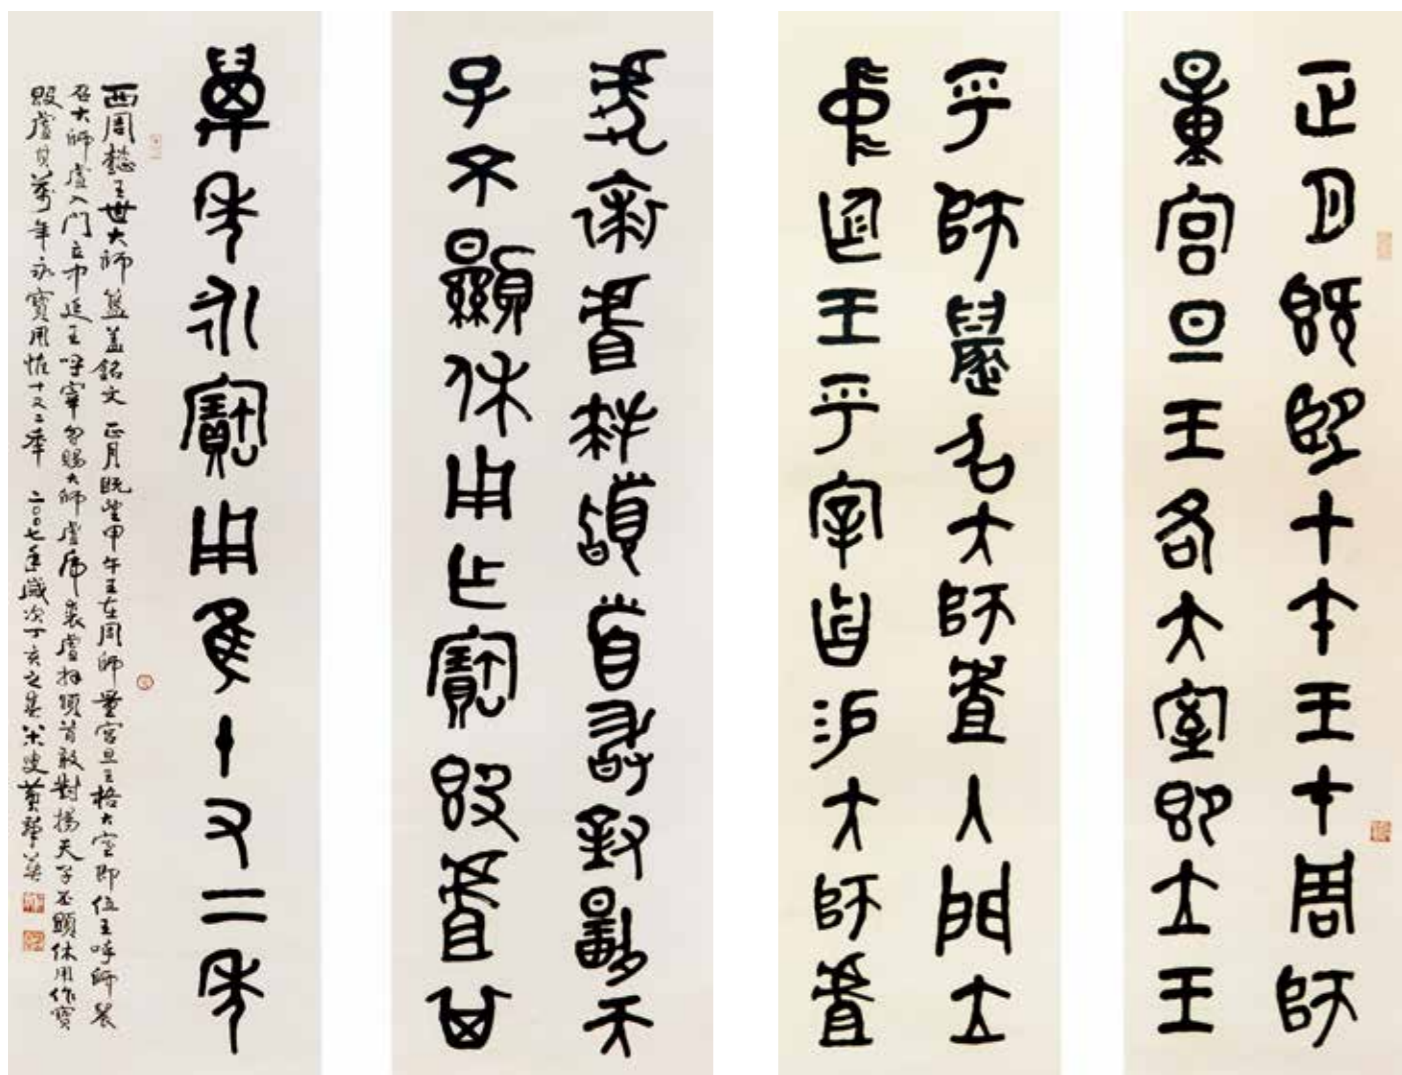 正月既望甲午王才周師
量宮旦王各大室即立王
乎師晨召大師虘入門立
中廷王乎宰曶易大師虘
虎裘虘拜𩒨首敢對揚天
子不顯休用乍寶𣪘虘其
萬年永寶用隹十又二年
西周懿王世大師簋蓋銘文 正月既望甲午王在周師量宮旦王格大室即位王呼師晨
召大師虘入門立中廷王呼宰曶賜大師虘虎裘虘拜頭首敢對揚天子丕顯休用作寶
𣪘虘其萬年永寶用惟十又二年 二〇〇七年歲次丁亥之